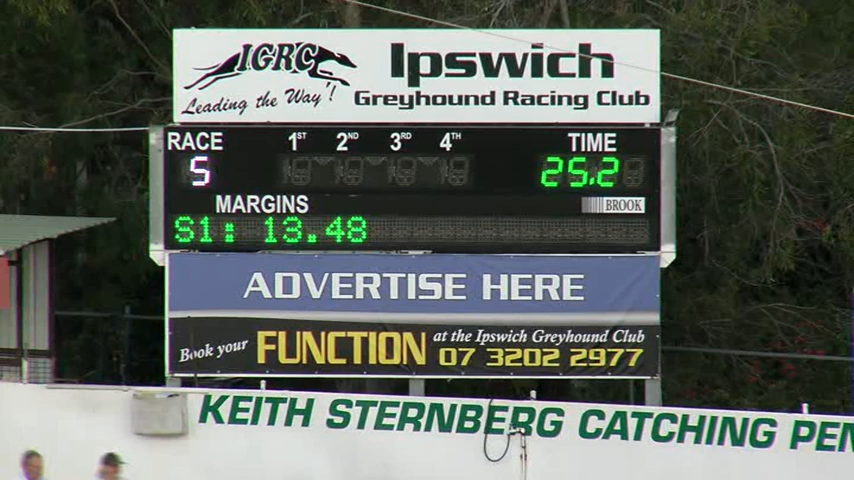 IGRC
Leading the Way!
Ipswich
Greyhound Racing Club
RACE 1ST 2ND 3RD 4TH TIME
5 25.2
MARGINS BROOK
S1: 13.48
ADVERTISE HERE
Book your FUNCTION at the Ipswich Greyhound Club
07 3202 2977
KEITH STERNBERG CATCHING PEN